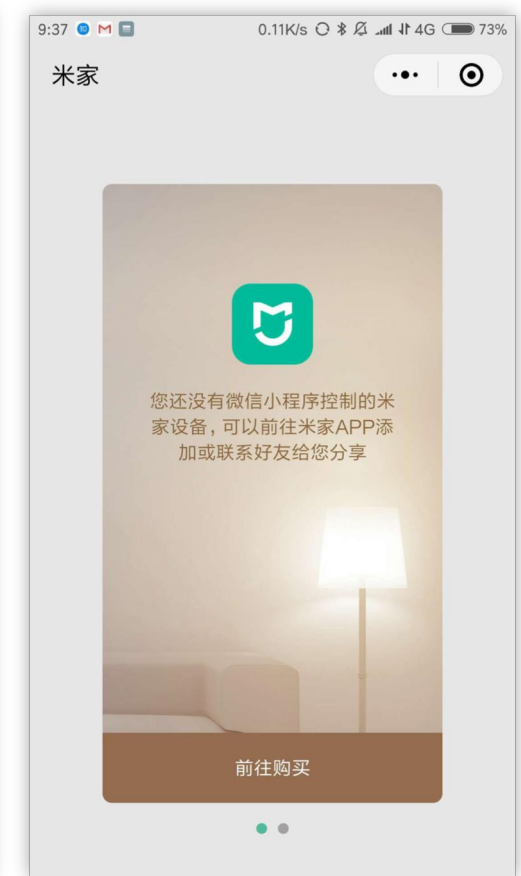 9:37 0.11K/s 4G 73%
米家
您还没有微信小程序控制的米
家设备，可以前往米家APP添
加或联系好友给您分享
前往购买